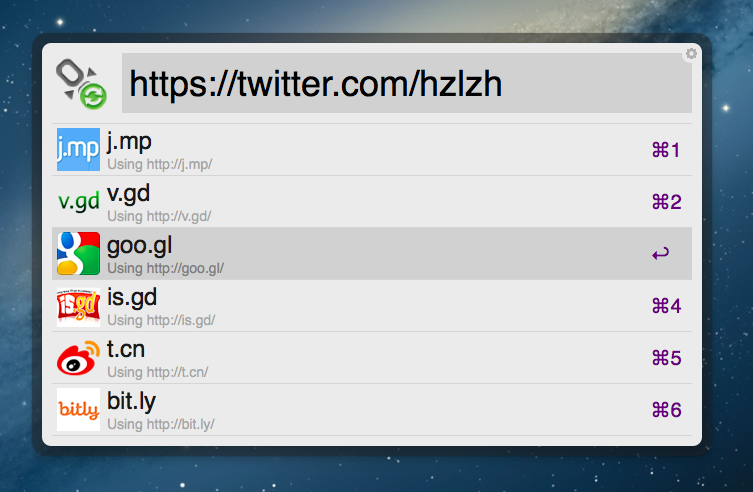 https://twitter.com/hzlzh
j.mp
j.mp
Using http://j.mp/
⌘1
v.gd
v.gd
Using http://v.gd/
⌘2
goo.gl
Using http://goo.gl/
↩
is.gd
is.gd
Using http://is.gd/
⌘4
t.cn
Using http://t.cn/
⌘5
bitly
bit.ly
Using http://bit.ly/
⌘6